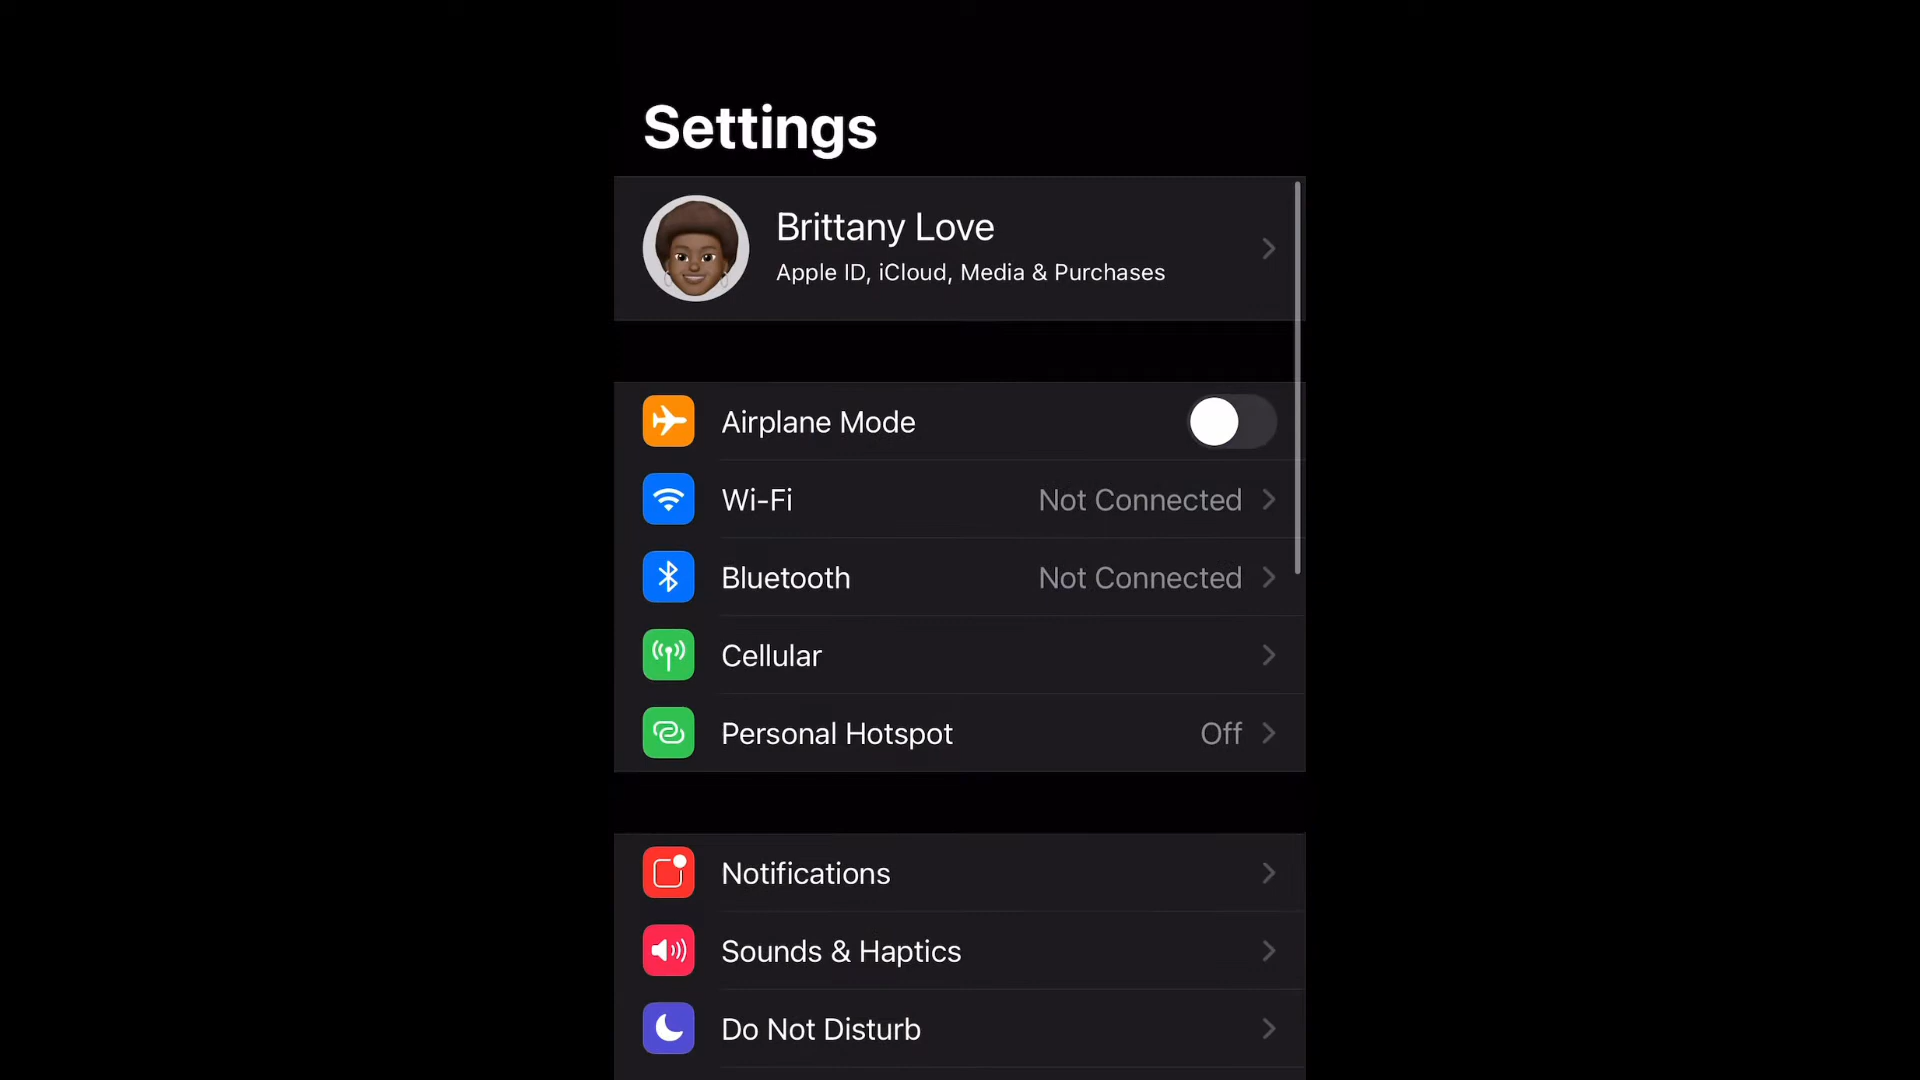 Settings
Brittany Love
Apple ID, iCloud, Media & Purchases
Airplane Mode
Wi-Fi Not Connected
Bluetooth Not Connected
Cellular
Personal Hotspot Off
Notifications
Sounds & Haptics
Do Not Disturb